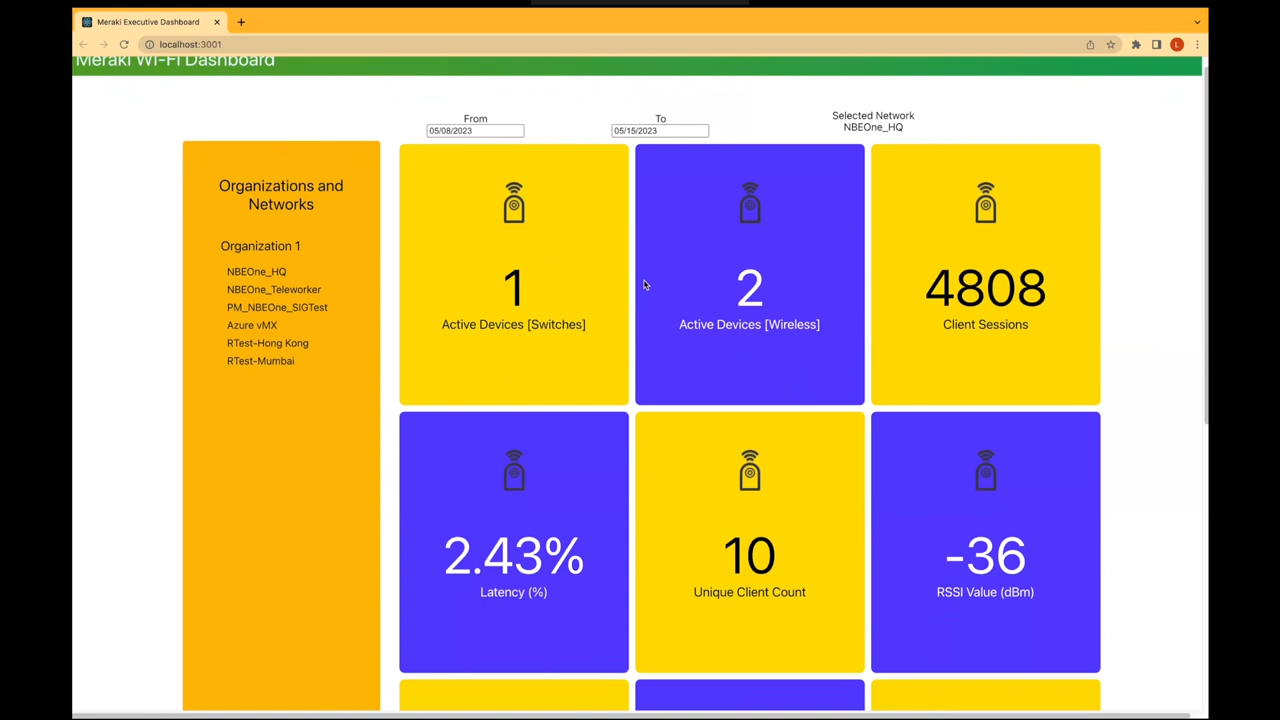 Meraki Executive Dashboard
localhost:3001
L
Meraki Wi-Fi Dashboard
From
05/08/2023
To
05/15/2023
Selected Network
NBEOne_HQ
Organizations and
Networks
Organization 1
NBEOne_HQ
NBEOne_Teleworker
PM_NBEOne_SIGTest
Azure vMX
RTest-Hong Kong
RTest-Mumbai
1
Active Devices [Switches]
2
Active Devices [Wireless]
4808
Client Sessions
2.43%
Latency (%)
10
Unique Client Count
-36
RSSI Value (dBm)